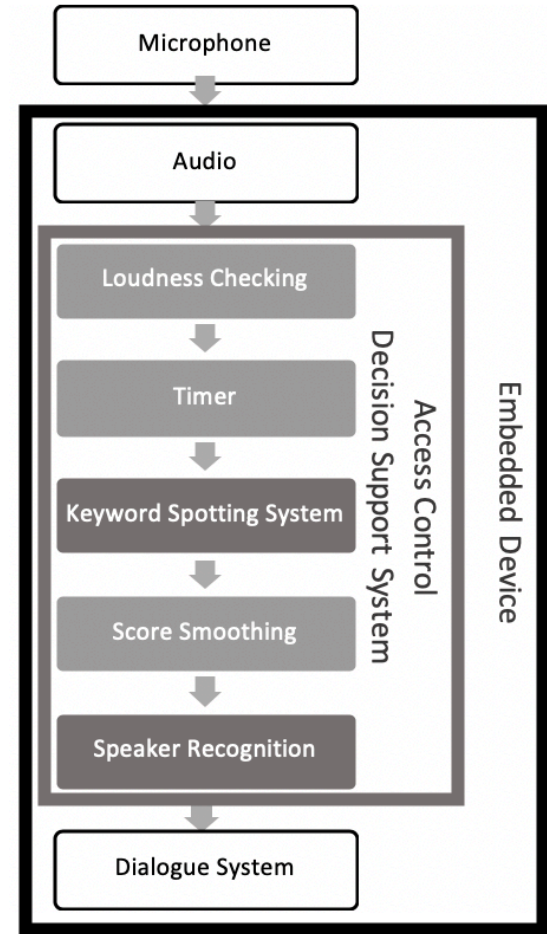 Microphone
Audio
Loudness Checking
Timer
Keyword Spotting System
Score Smoothing
Speaker Recognition
Dialogue System
Access Control
Decision Support System
Embedded Device